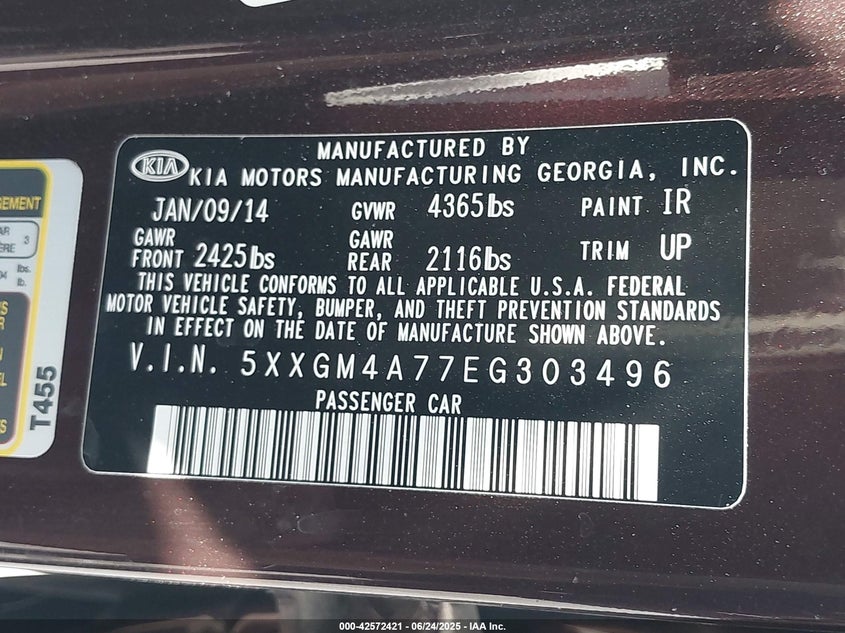 MANUFACTURED BY
KIA KIA MOTORS MANUFACTURING GEORGIA, INC.
JAN/09/14 GVWR 4365lbs PAINT IR
GAWR FRONT 2425lbs GAWR REAR 2116lbs TRIM UP
THIS VEHICLE CONFORMS TO ALL APPLICABLE U.S.A. FEDERAL
MOTOR VEHICLE SAFETY, BUMPER, AND THEFT PREVENTION STANDARDS
IN EFFECT ON THE DATE OF MANUFACTURE SHOWN ABOVE.
V.I.N. 5XXGM4A77EG303496
PASSENGER CAR
3
lbs.
lb.
T455
000-42572421 - 06/24/2025 - IAA Inc.